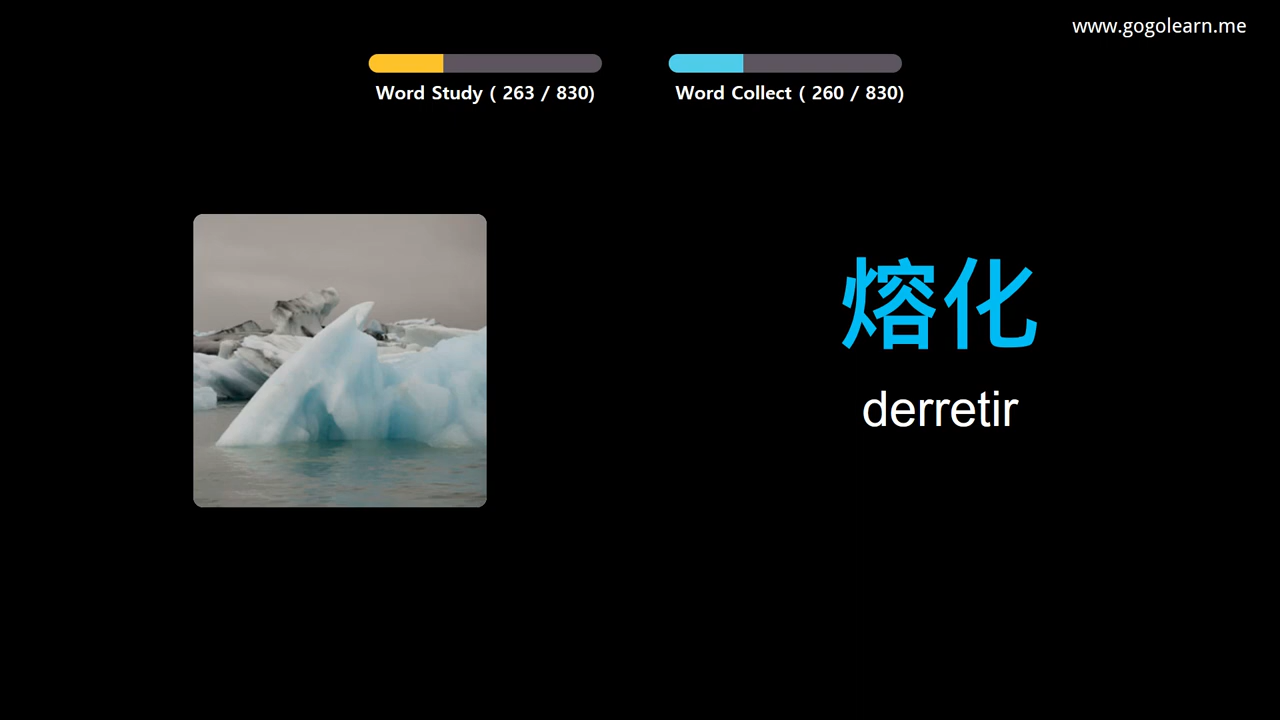 www.gogolearn.me
Word Study ( 263 / 830)
Word Collect ( 260 / 830)
熔化
derretir